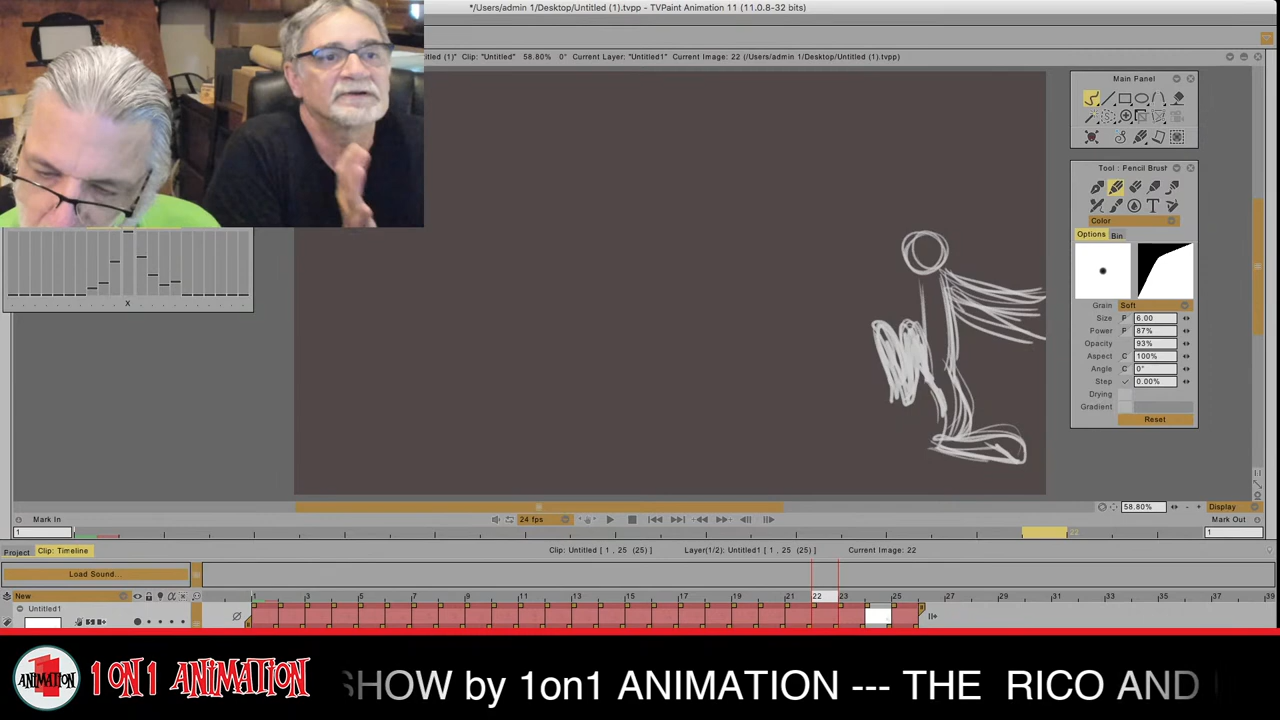 */Users/admin 1/Desktop/Untitled (1).tvpp - TVPaint Animation 11 (11.0.8-32 bits)
(1)" Clip: "Untitled" 58.80% 0° Current Layer: "Untitled1" Current Image: 22 (/Users/admin 1/Desktop/Untitled (1).tvpp)
Main Panel
Tool : Pencil Brush
Color
Options Bin
Grain Soft
Size P 6.00
Power P 87%
Opacity 93%
Aspect C 100%
Angle C 0°
Step 0.00%
Drying
Gradient
Reset
X
Mark In
24 fps
58.80%
Display
1
22
Mark Out
1
Project
Clip: Timeline
Clip: Untitled [ 1 , 25 (25) ]
Layer(1/2): Untitled1 [ 1 , 25 (25) ]
Current Image: 22
Load Sound...
New
1 3 5 7 9 11 13 15 17 19 21 22 23 25 27 29 31 33 35 37 39
Untitled1
1
ANIMATION
1 ON 1 ANIMATION
SHOW by 1on1 ANIMATION --- THE RICO AND